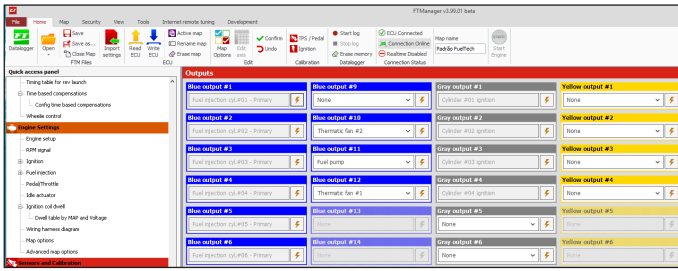 FTManager v3.99.01 beta
File Home Map Security View Tools Internet remote tuning Development
Datalogger
Open
Save
Save as...
Close Map
FTM Files
Import settings
Read ECU
Write ECU
Active map
Rename map
Erase map
ECU
Map Options
Edit axis
Confirm
Undo
Edit
TPS / Pedal
Ignition
Calibration
Start log
Stop log
Erase memory
Datalogger
ECU Connected
Connection Online
Realtime Disabled
Connection Status
Map name
Padrão FuelTech
Start Engine
Quick access panel
Timing table for rev launch
Time based compensations
Config time based compensations
Wheelie control
Engine Settings
Engine setup
RPM signal
Ignition
Fuel injection
Pedal/Throttle
Idle actuator
Ignition coil dwell
Dwell table by MAP and Voltage
Wiring harness diagram
Map options
Advanced map options
Sensors and Calibration
Outputs
Blue output #1 Blue output #9 Gray output #1 Yellow output #1
Fuel injection cyl.#01 - Primary None Cylinder #01 ignition None
Blue output #2 Blue output #10 Gray output #2 Yellow output #2
Fuel injection cyl.#02 - Primary Thermatic fan #2 Cylinder #02 ignition None
Blue output #3 Blue output #11 Gray output #3 Yellow output #3
Fuel injection cyl.#03 - Primary Fuel pump Cylinder #03 ignition None
Blue output #4 Blue output #12 Gray output #4 Yellow output #4
Fuel injection cyl.#04 - Primary Thermatic fan #1 Cylinder #04 ignition None
Blue output #5 Blue output #13 Gray output #5 Yellow output #5
Fuel injection cyl.#05 - Primary None None None
Blue output #6 Blue output #14 Gray output #6 Yellow output #6
Fuel injection cyl.#06 - Primary None None None